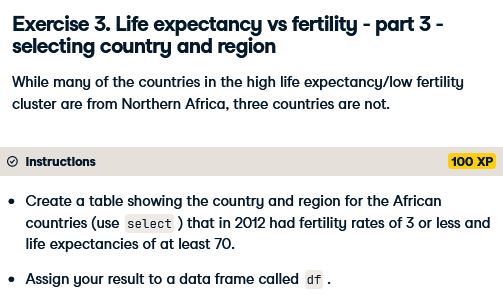 Exercise 3. Life expectancy vs fertility - part 3 -
selecting country and region
While many of the countries in the high life expectancy/low fertility
cluster are from Northern Africa, three countries are not.
Instructions
100 XP
• Create a table showing the country and region for the African
countries (use select ) that in 2012 had fertility rates of 3 or less and
life expectancies of at least 70.
• Assign your result to a data frame called df .